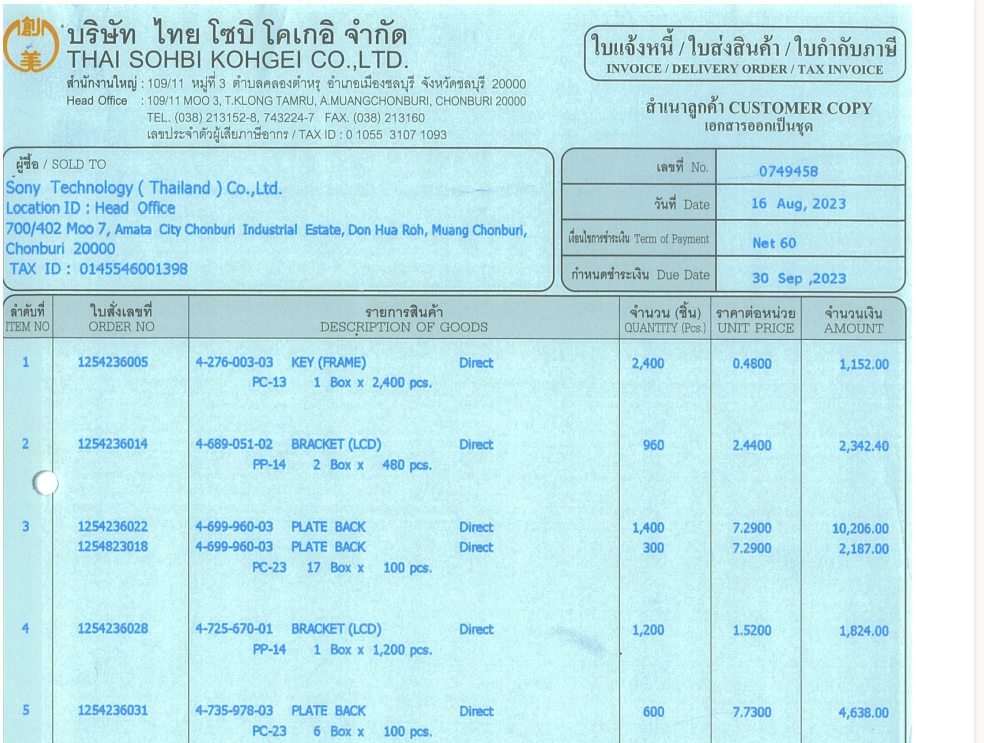 創
美
บริษัท ไทย โซบิ โคเกอิ จำกัด
THAI SOHBI KOHGEI CO.,LTD.
สำนักงานใหญ่ : 109/11 หมู่ที่ 3 ตำบลคลองตำหรุ อำเภอเมืองชลบุรี จังหวัดชลบุรี 20000
Head Office : 109/11 MOO 3, T.KLONG TAMRU, A.MUANGCHONBURI, CHONBURI 20000
TEL. (038) 213152-8, 743224-7 FAX. (038) 213160
เลขประจำตัวผู้เสียภาษีอากร / TAX ID : 0 1055 3107 1093
ใบแจ้งหนี้ / ใบส่งสินค้า / ใบกำกับภาษี
INVOICE / DELIVERY ORDER / TAX INVOICE
สำเนาลูกค้า CUSTOMER COPY
เอกสารออกเป็นชุด
ผู้ซื้อ / SOLD TO
Sony Technology ( Thailand ) Co.,Ltd.
Location ID : Head Office
700/402 Moo 7, Amata City Chonburi Industrial Estate, Don Hua Roh, Muang Chonburi,
Chonburi 20000
TAX ID : 0145546001398
เลขที่ No. 0749458
วันที่ Date 16 Aug, 2023
เงื่อนไขการชำระเงิน Term of Payment Net 60
กำหนดชำระเงิน Due Date 30 Sep ,2023
ลำดับที่ ใบสั่งเลขที่ รายการสินค้า จำนวน (ชิ้น) ราคาต่อหน่วย จำนวนเงิน
ITEM NO ORDER NO DESCRIPTION OF GOODS QUANTITY (Pcs.) UNIT PRICE AMOUNT
1 1254236005 4-276-003-03 KEY (FRAME) Direct 2,400 0.4800 1,152.00
PC-13 1 Box x 2,400 pcs.
2 1254236014 4-689-051-02 BRACKET (LCD) Direct 960 2.4400 2,342.40
PP-14 2 Box x 480 pcs.
3 1254236022 4-699-960-03 PLATE BACK Direct 1,400 7.2900 10,206.00
1254823018 4-699-960-03 PLATE BACK Direct 300 7.2900 2,187.00
PC-23 17 Box x 100 pcs.
4 1254236028 4-725-670-01 BRACKET (LCD) Direct 1,200 1.5200 1,824.00
PP-14 1 Box x 1,200 pcs.
5 1254236031 4-735-978-03 PLATE BACK Direct 600 7.7300 4,638.00
PC-23 6 Box x 100 pcs.